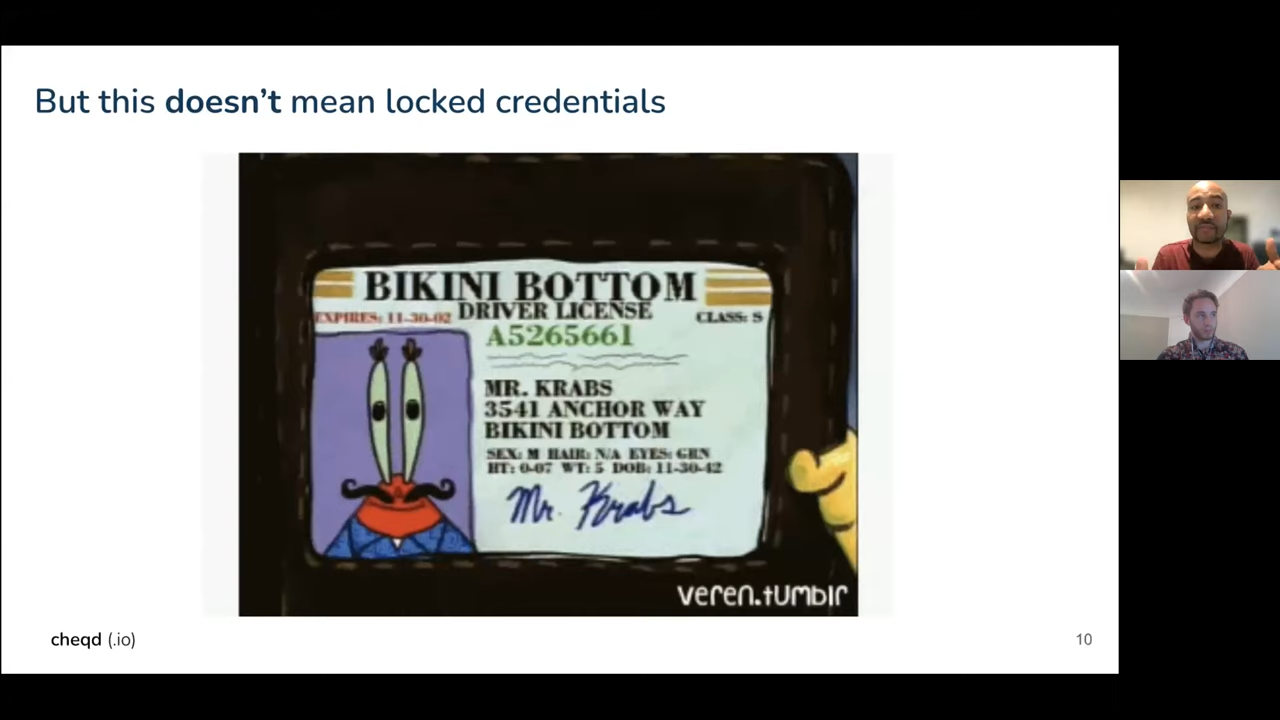 But this doesn't mean locked credentials
BIKINI BOTTOM
DRIVER LICENSE
EXPIRES: 11-30-02
CLASS: S
A5265661
MR. KRABS
3541 ANCHOR WAY
BIKINI BOTTOM
SEX: M HAIR: N/A EYES: GRN
HT: 0-07 WT: 5 DOB: 11-30-42
Mr. Krabs
veren.tumblr
cheqd (.io)
10